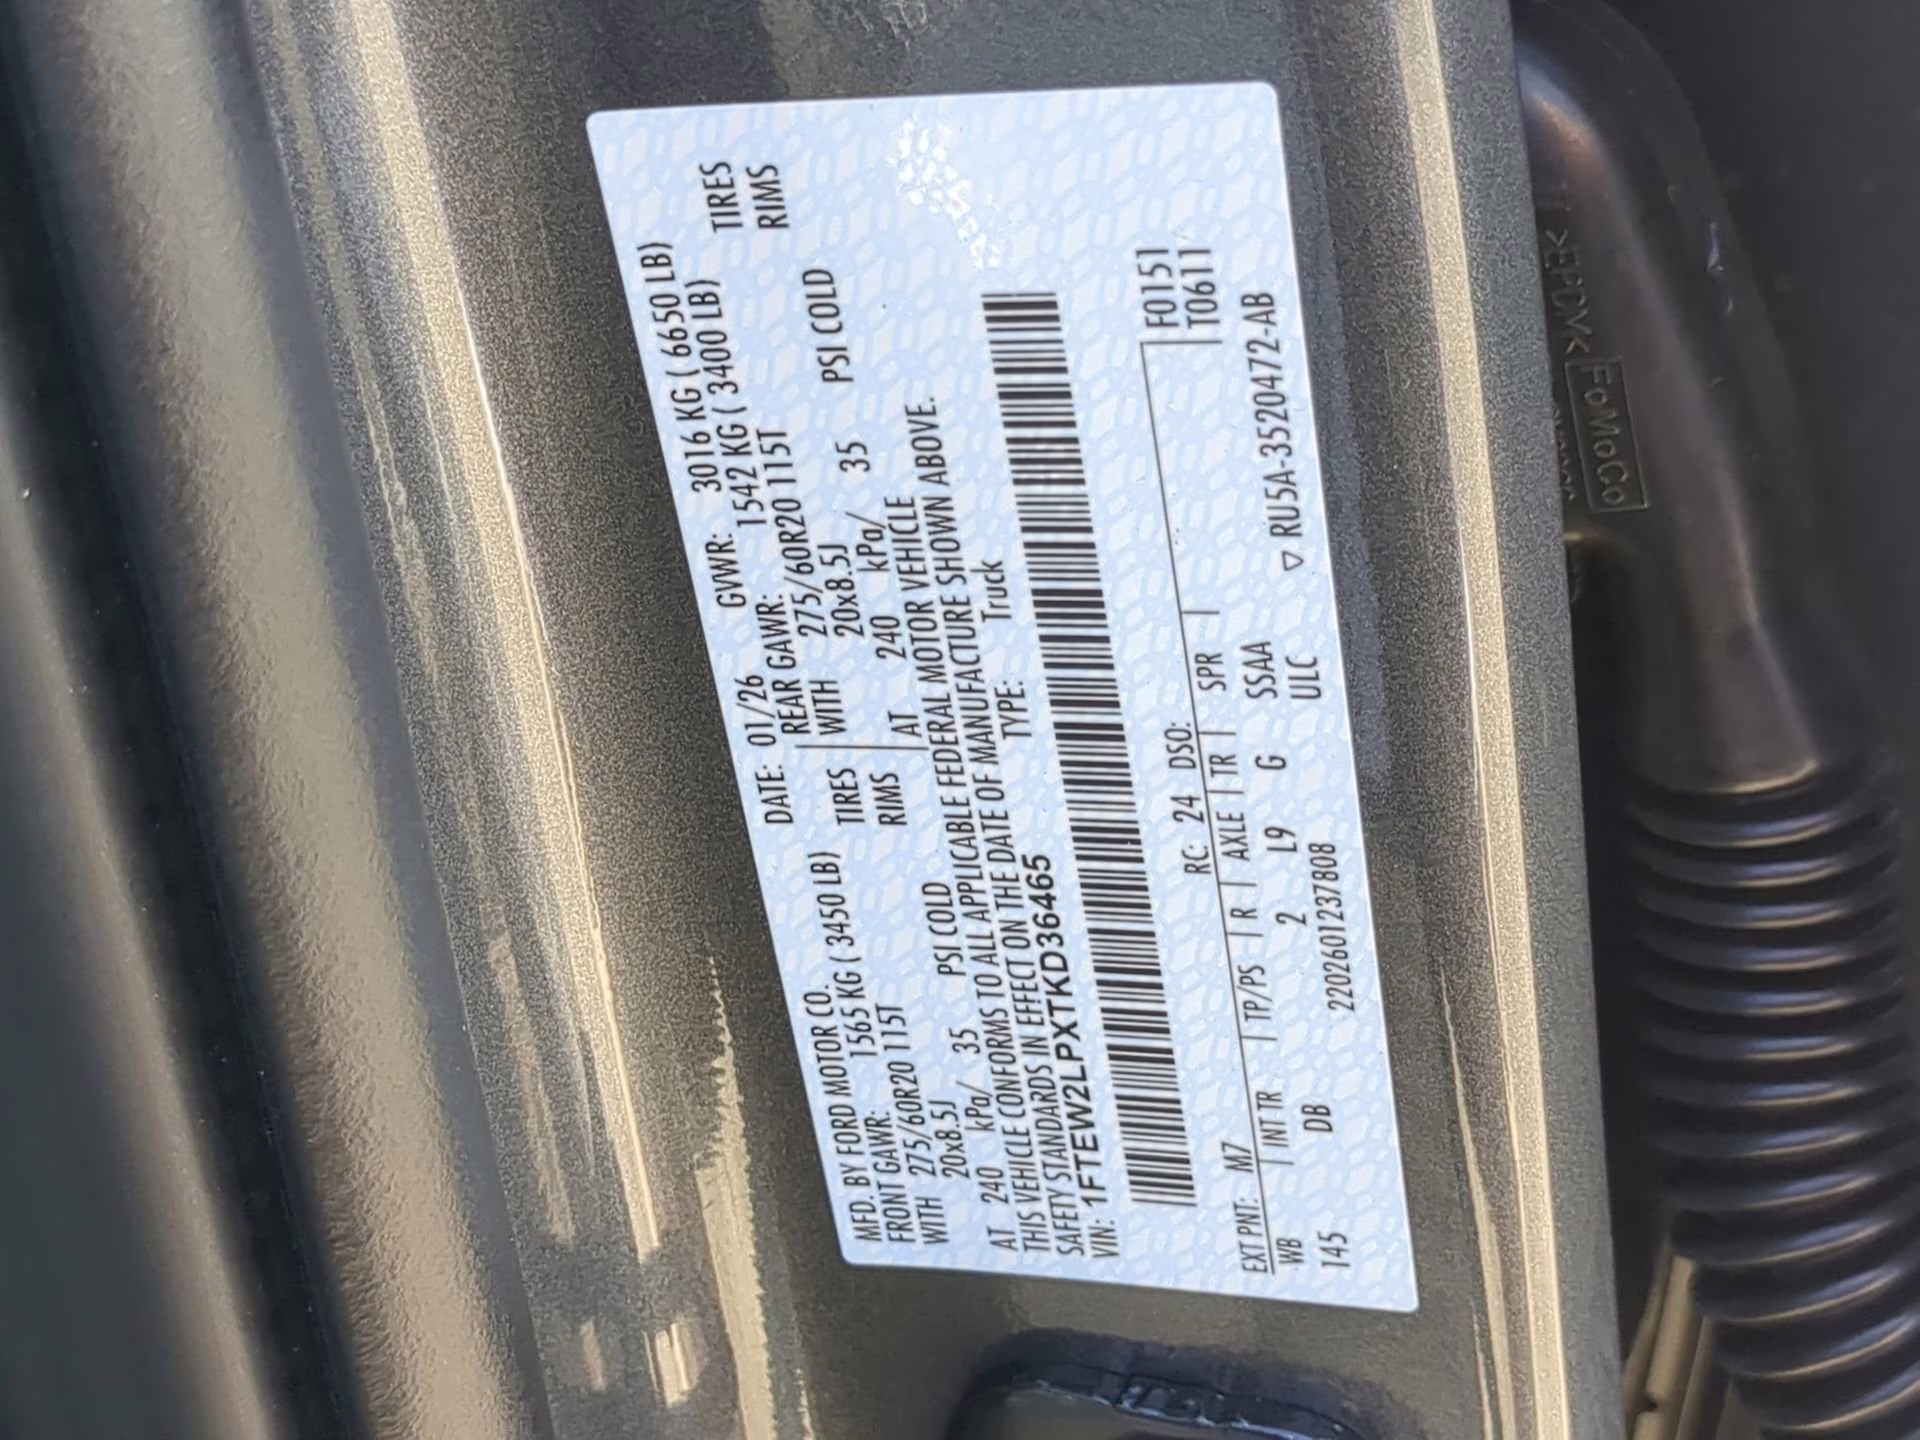 MFD. BY FORD MOTOR CO.
DATE: 01/26 GVWR: 3016 KG ( 6650 LB)
FRONT GAWR: 1565 KG ( 3450 LB) REAR GAWR: 1542 KG ( 3400 LB)
WITH 275/60R20 115T TIRES WITH 275/60R20 115T TIRES
20x8.5J RIMS 20x8.5J RIMS
AT 240 kPa/ 35 PSI COLD AT 240 kPa/ 35 PSI COLD
THIS VEHICLE CONFORMS TO ALL APPLICABLE FEDERAL MOTOR VEHICLE
SAFETY STANDARDS IN EFFECT ON THE DATE OF MANUFACTURE SHOWN ABOVE.
VIN: 1FTEW2LPXTKD36465 TYPE: Truck
F0151
T0611
EXT PNT: M7 RC: 24 DSO:
WB INT TR TP/PS R AXLE TR SPR
145 DB 2 L9 G SSAA
2202601237808 ULC ▽ RU5A-3520472-AB
>EPDM<
FoMoCo